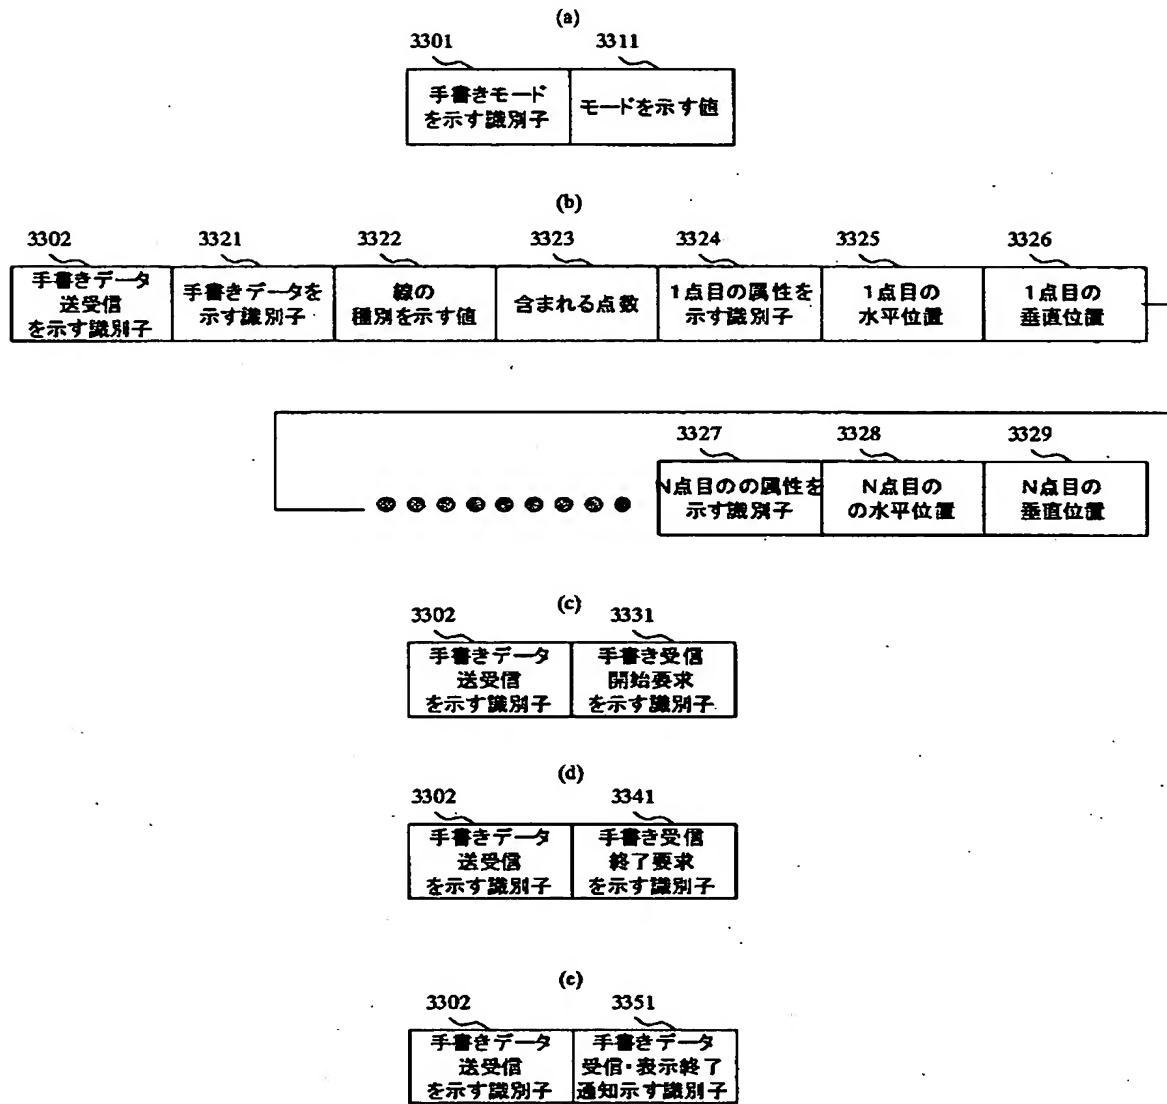 (a)
3301 3311
手書きモード
を示す識別子
モードを示す値
(b)
3302 3321 3322 3323 3324 3325 3326
手書きデータ
送受信
を示す識別子
手書きデータを
示す識別子
線の
種別を示す値
含まれる点数
1点目の属性を
示す識別子
1点目の
水平位置
1点目の
垂直位置
3327 3328 3329
N点目のの属性を
示す識別子
N点目の
の水平位置
N点目の
垂直位置
(c)
3302 3331
手書きデータ
送受信
を示す識別子
手書き受信
開始要求
を示す識別子
(d)
3302 3341
手書きデータ
送受信
を示す識別子
手書き受信
終了要求
を示す識別子
(e)
3302 3351
手書きデータ
送受信
を示す識別子
手書きデータ
受信・表示終了
通知示す識別子